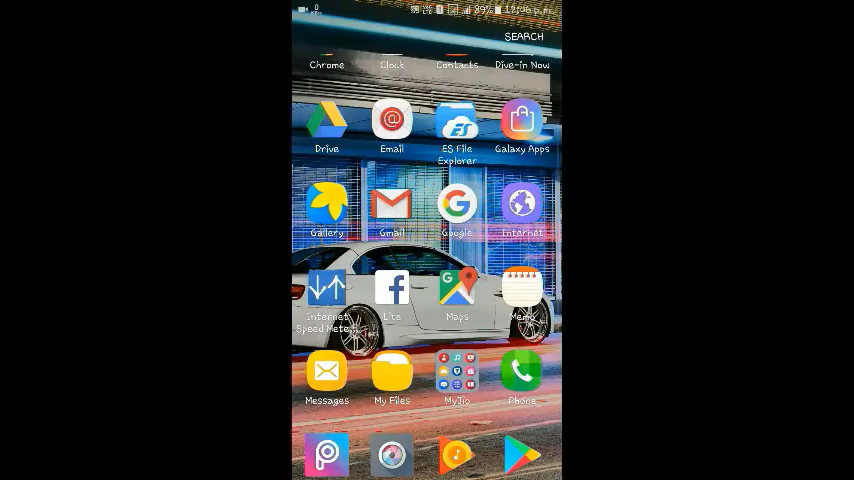 SEARCH
Chrome Clock Contacts Dive-in Now
Drive Email ES File Explorer Galaxy Apps
Gallery Gmail Google Internet
Internet Speed Mete... Lite Maps Memo
Messages My Files MyJio Phone